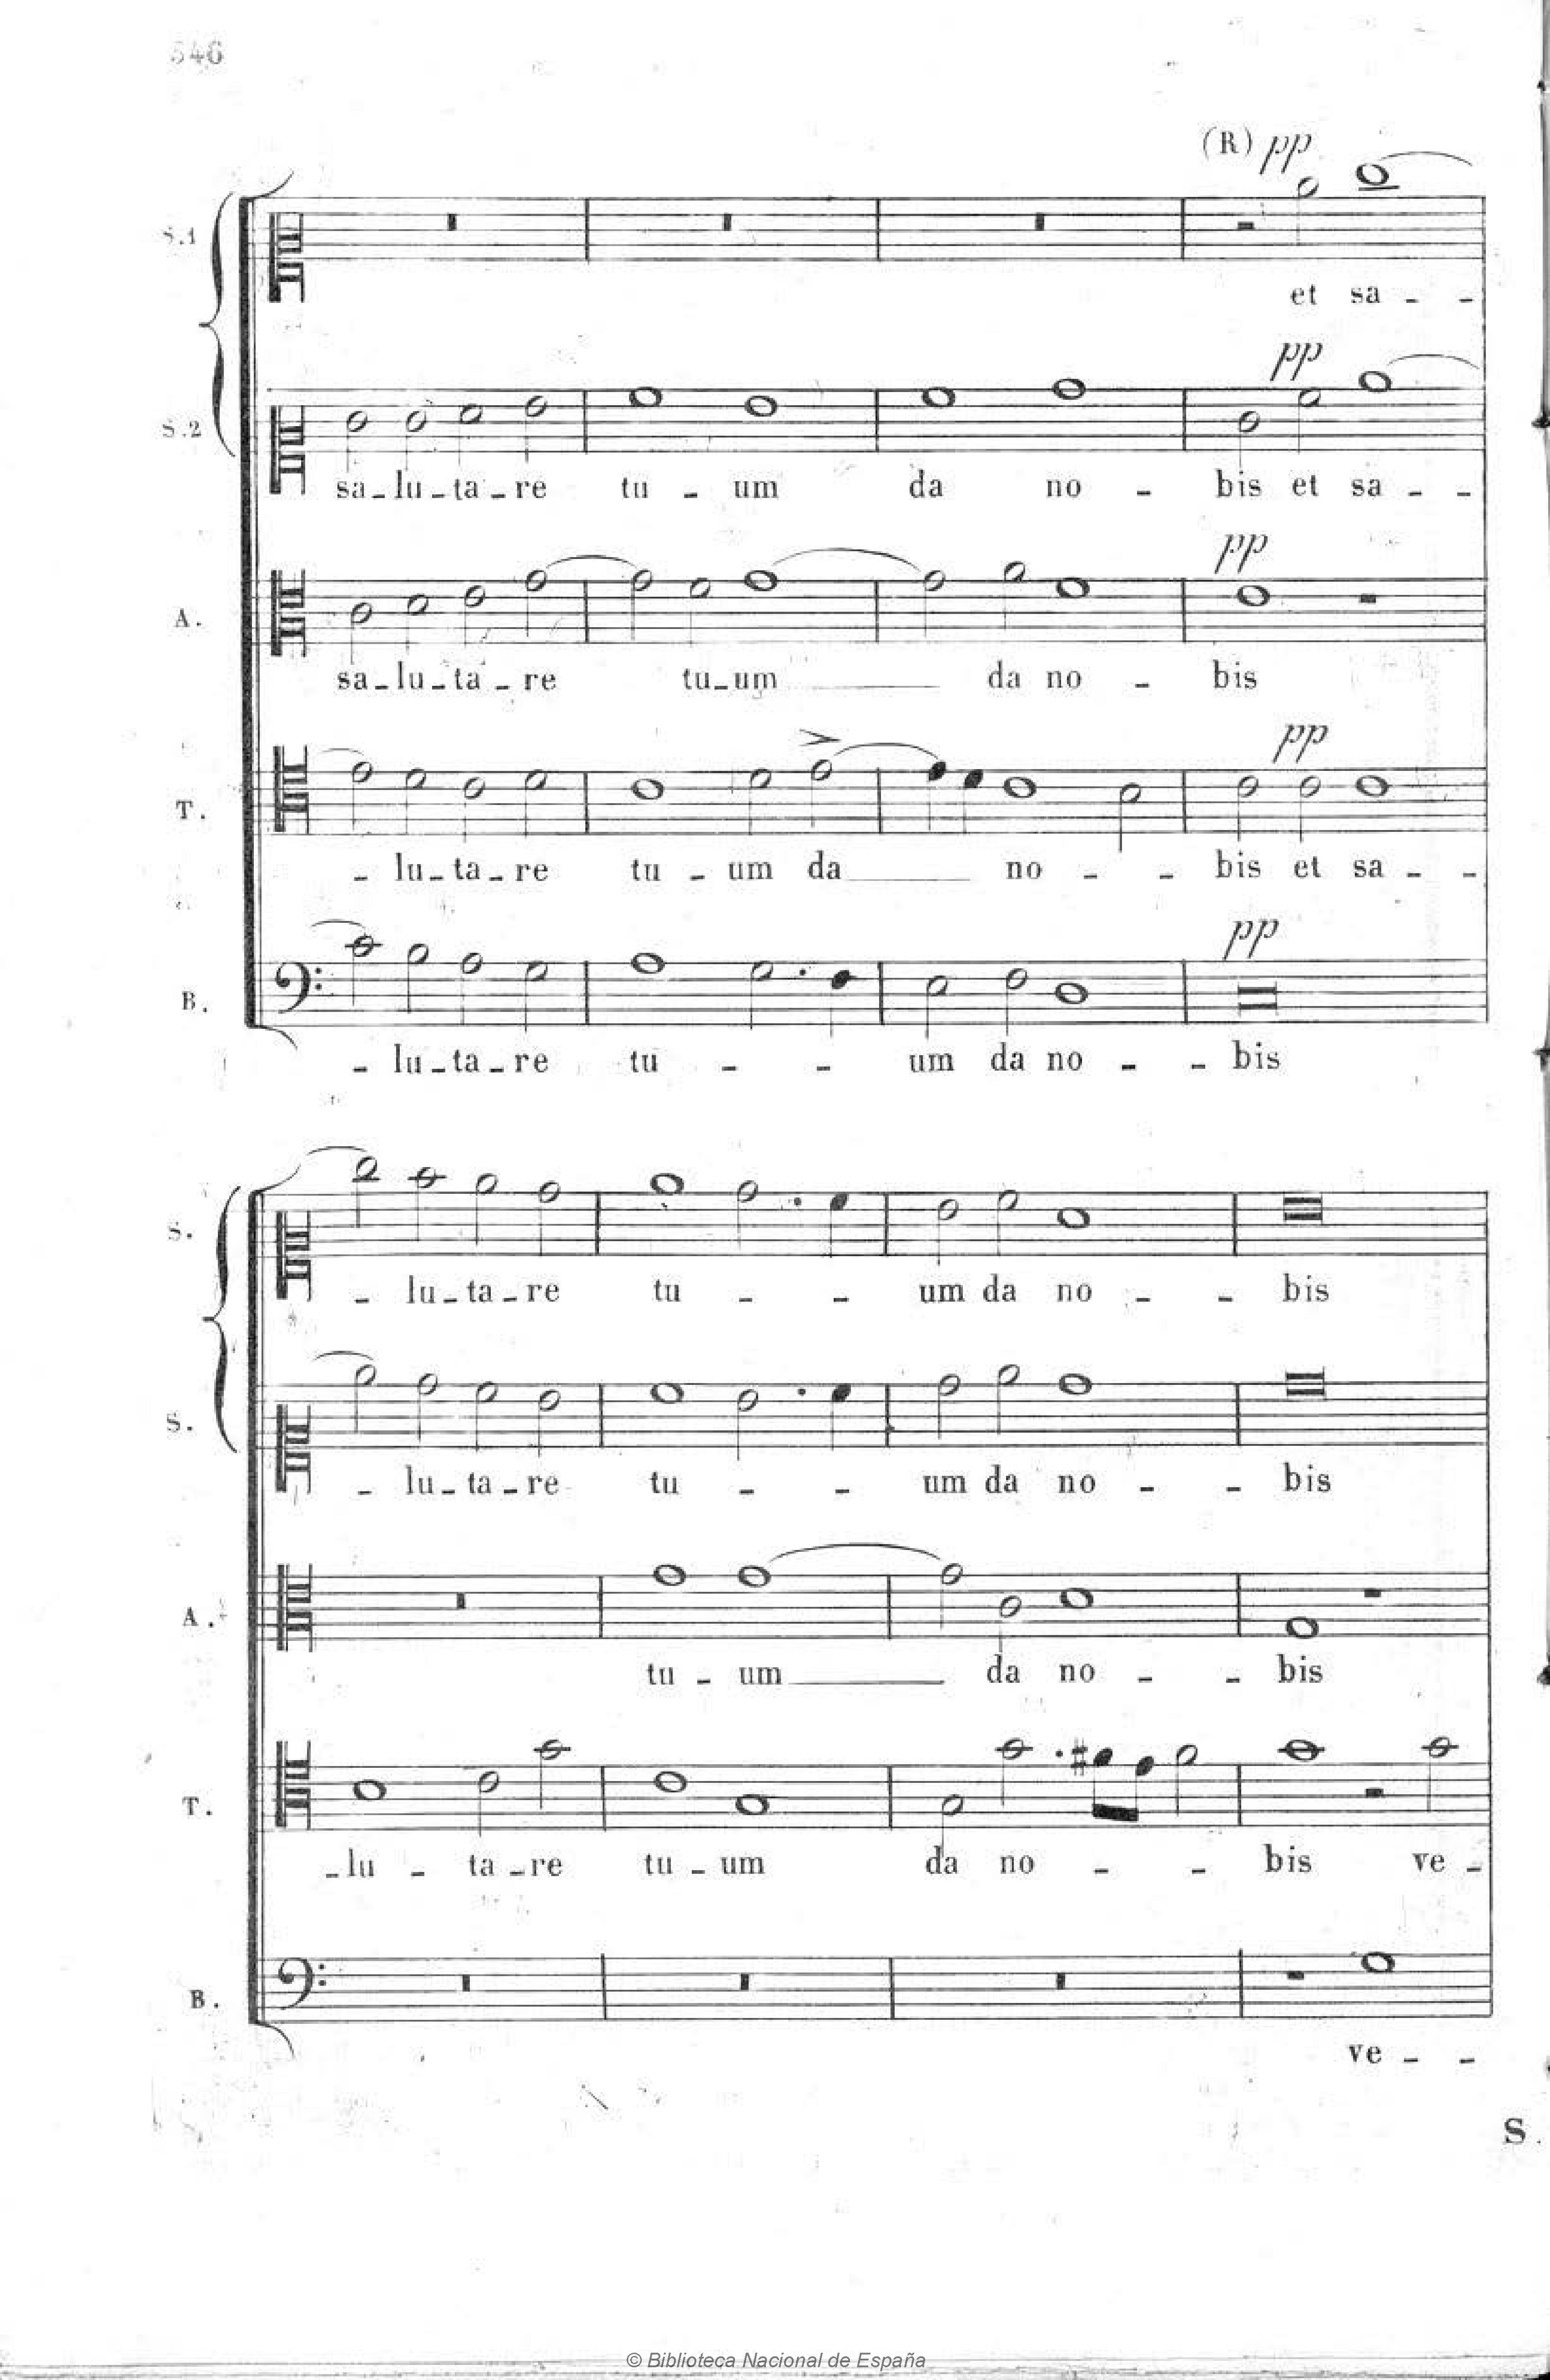 546
(R) pp
S.1
et sa - -
pp
S.2
sa-lu-ta-re tu - um da no - bis et sa - -
pp
A.
sa-lu-ta-re tu-um da no - bis
pp
T.
- lu-ta-re tu - um da no - - bis et sa - -
pp
B.
- lu-ta-re tu - - um da no - - bis
S.
- lu-ta-re tu - - um da no - - bis
S.
- lu-ta-re tu - - um da no - - bis
A.
tu - um da no - - bis
T.
-lu - ta-re tu-um da no - - bis ve -
B.
ve - -
S.
© Biblioteca Nacional de España